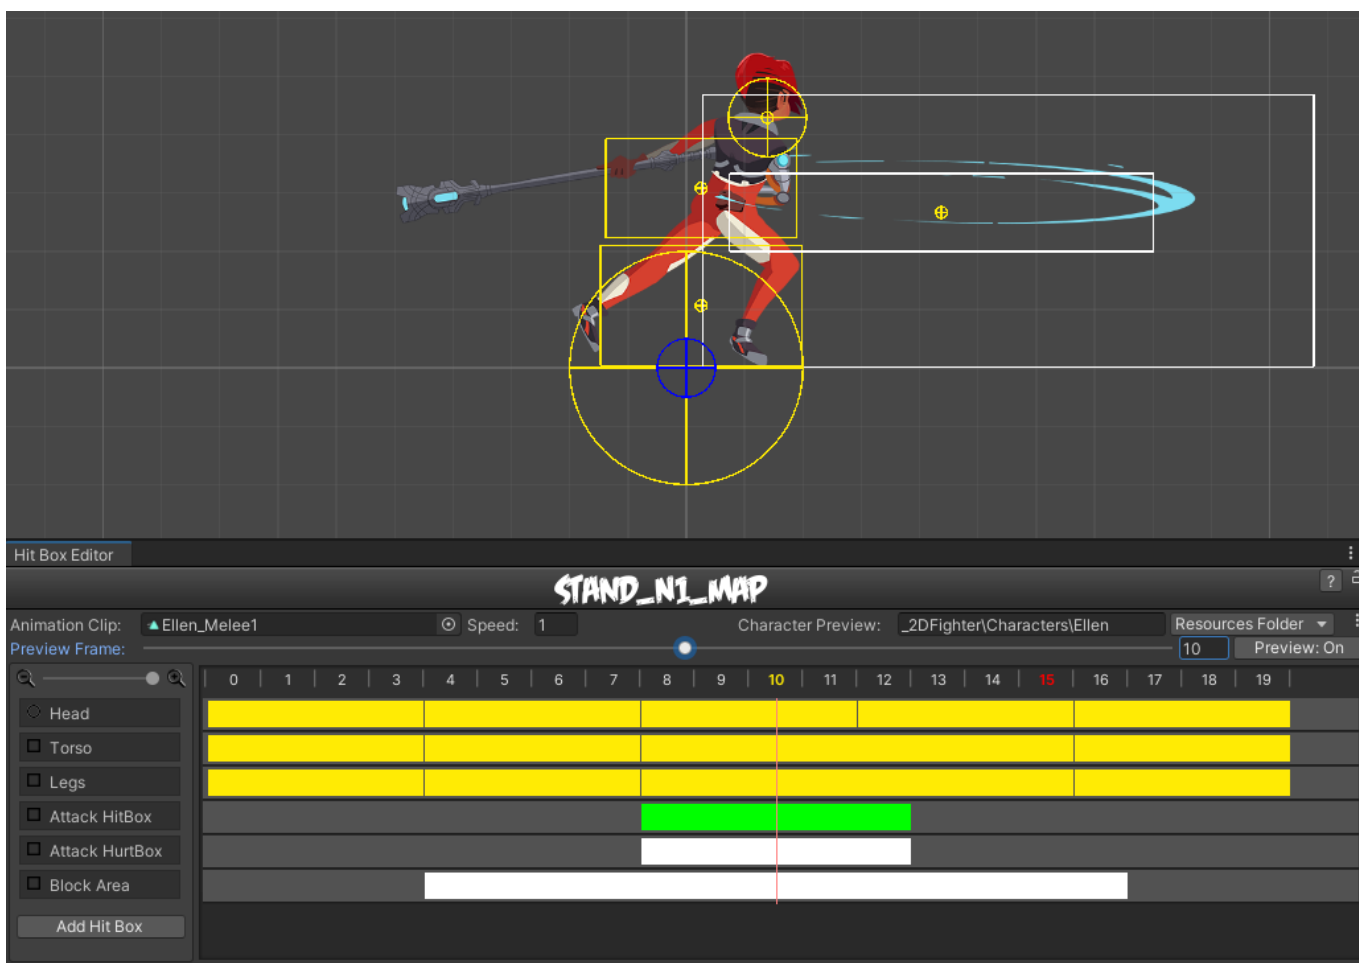 Hit Box Editor
STAND_N1_MAP
?
Animation Clip: Ellen_Melee1 Speed: 1 Character Preview: _2DFighter\Characters\Ellen Resources Folder
Preview Frame: 10 Preview: On
0 1 2 3 4 5 6 7 8 9 10 11 12 13 14 15 16 17 18 19
Head
Torso
Legs
Attack HitBox
Attack HurtBox
Block Area
Add Hit Box